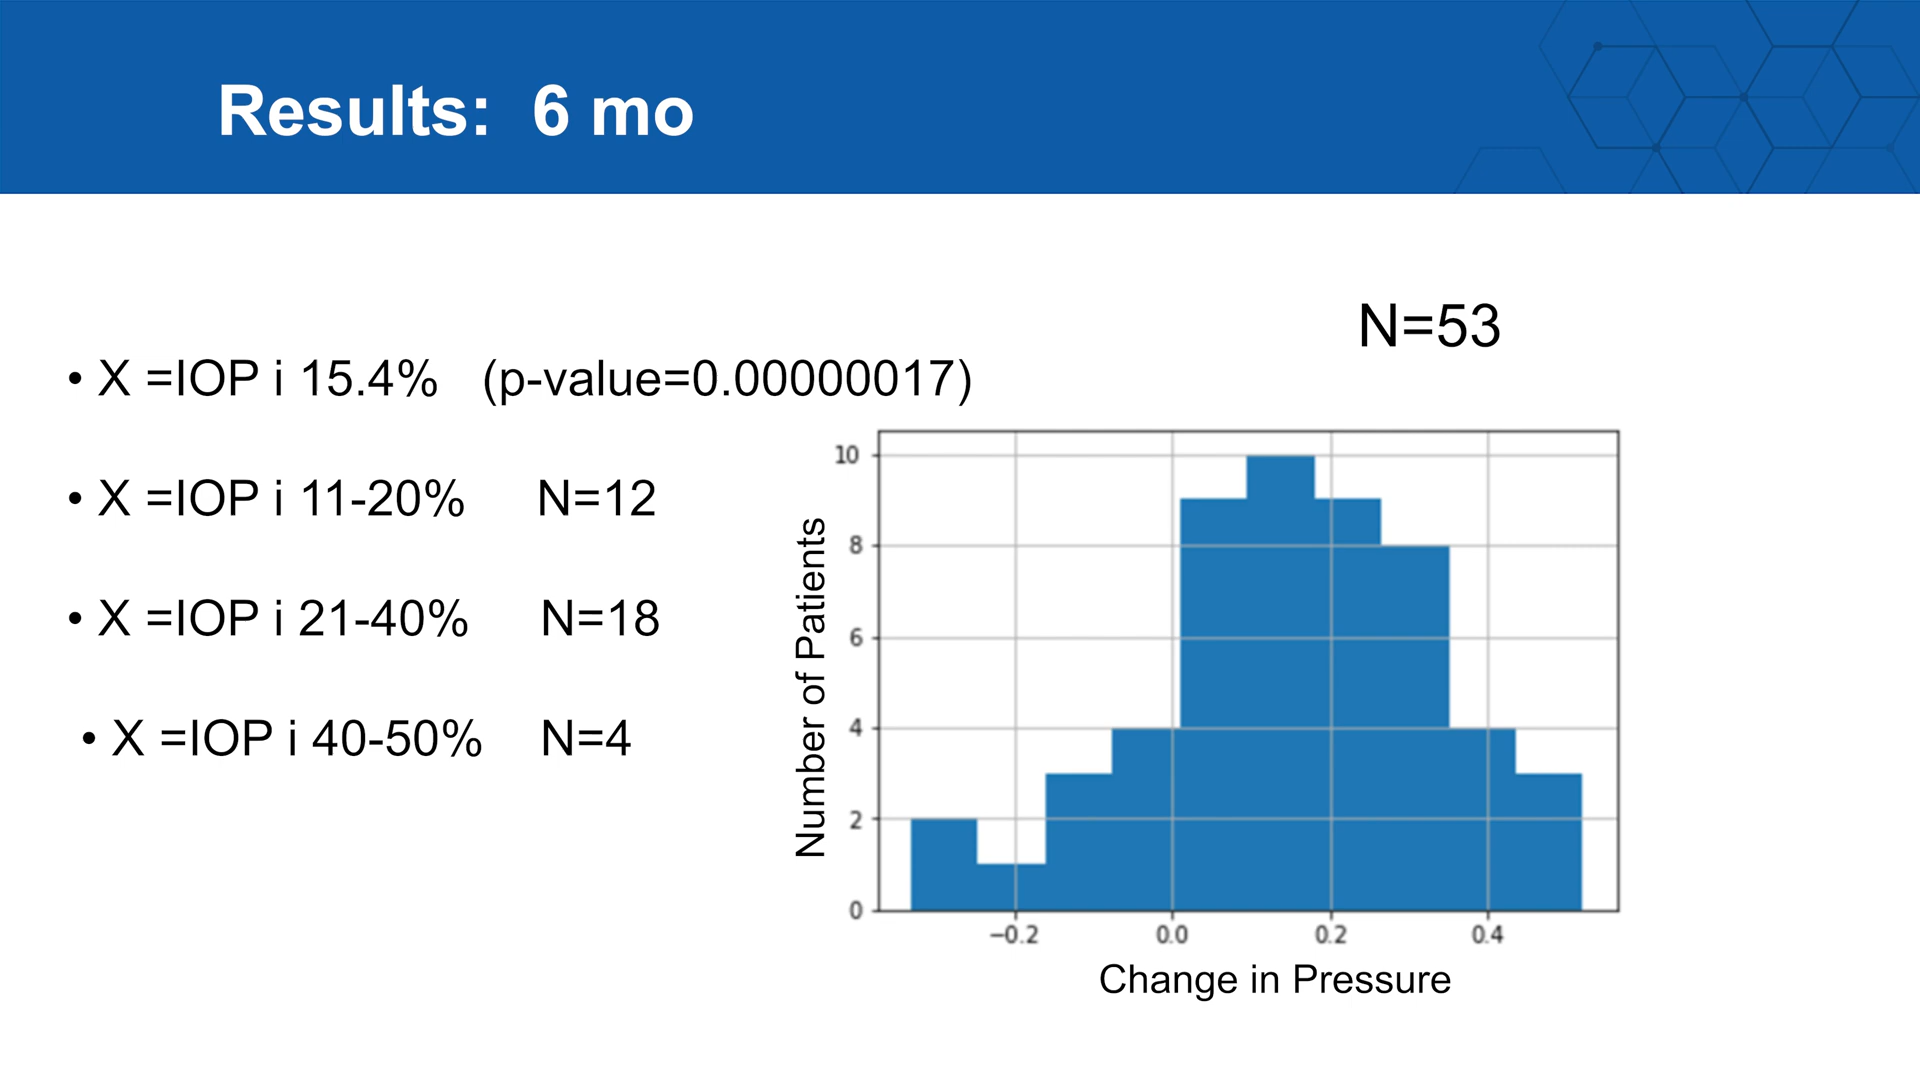 Results: 6 mo
N=53
• X =IOP i 15.4% (p-value=0.00000017)
• X =IOP i 11-20% N=12
• X =IOP i 21-40% N=18
• X =IOP i 40-50% N=4
Number of Patients
10
8
6
4
2
0
−0.2 0.0 0.2 0.4
Change in Pressure